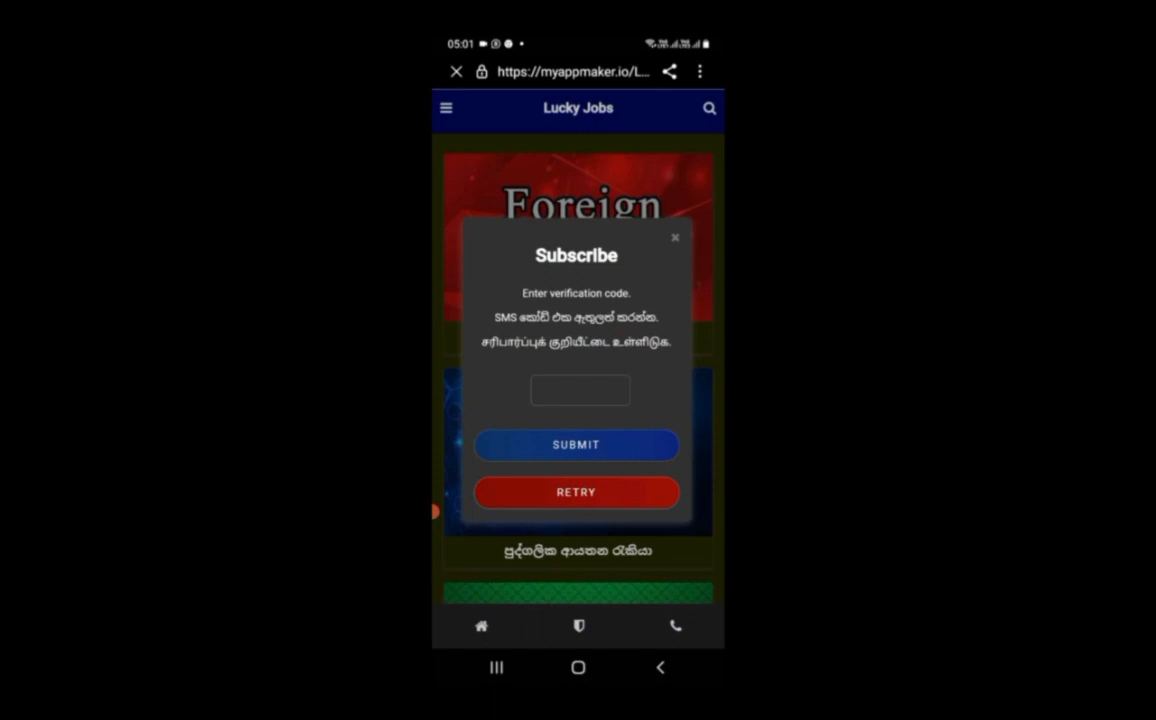 05:01
https://myappmaker.io/L...
Lucky Jobs
Foreign
Subscribe
Enter verification code.
SMS කෝඩ් එක ඇතුලත් කරන්න.
சரிபார்ப்புக் குறியீட்டை உள்ளிடுக.
SUBMIT
RETRY
පුද්ගලික ආයතන රැකියා